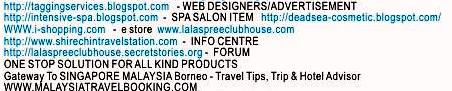 http://taggingservices.blogspot.com - WEB DESIGNERS/ADVERTISEMENT
http://intensive-spa.blogspot.com - SPA SALON ITEM http://deadsea-cosmetic.blogspot.com/
WWW.i-shopping.com - e store www.lalaspreeclubhouse.com
http://www.shirechintravelstation.com - INFO CENTRE
http://lalaspreeclubhouse.secretstories.org - FORUM
ONE STOP SOLUTION FOR ALL KIND PRODUCTS
Gateway To SINGAPORE MALAYSIA Borneo - Travel Tips, Trip & Hotel Advisor
WWW.MALAYSIATRAVELBOOKING.COM